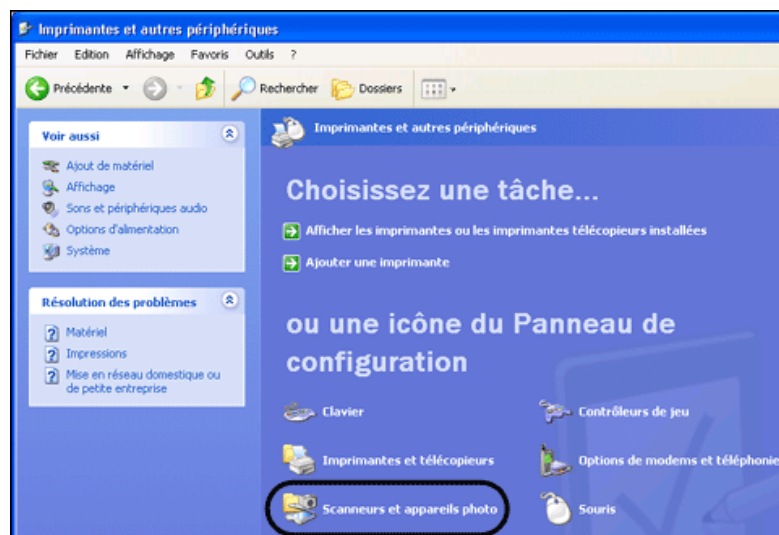 Imprimantes et autres périphériques
Fichier Edition Affichage Favoris Outils ?
Précédente Rechercher Dossiers
Voir aussi
Ajout de matériel
Affichage
Sons et périphériques audio
Options d'alimentation
Système
Résolution des problèmes
Matériel
Impressions
Mise en réseau domestique ou
de petite entreprise
Imprimantes et autres périphériques
Choisissez une tâche...
Afficher les imprimantes ou les imprimantes télécopieurs installées
Ajouter une imprimante
ou une icône du Panneau de
configuration
Clavier
Contrôleurs de jeu
Imprimantes et télécopieurs
Options de modems et téléphonie
Scanneurs et appareils photo
Souris